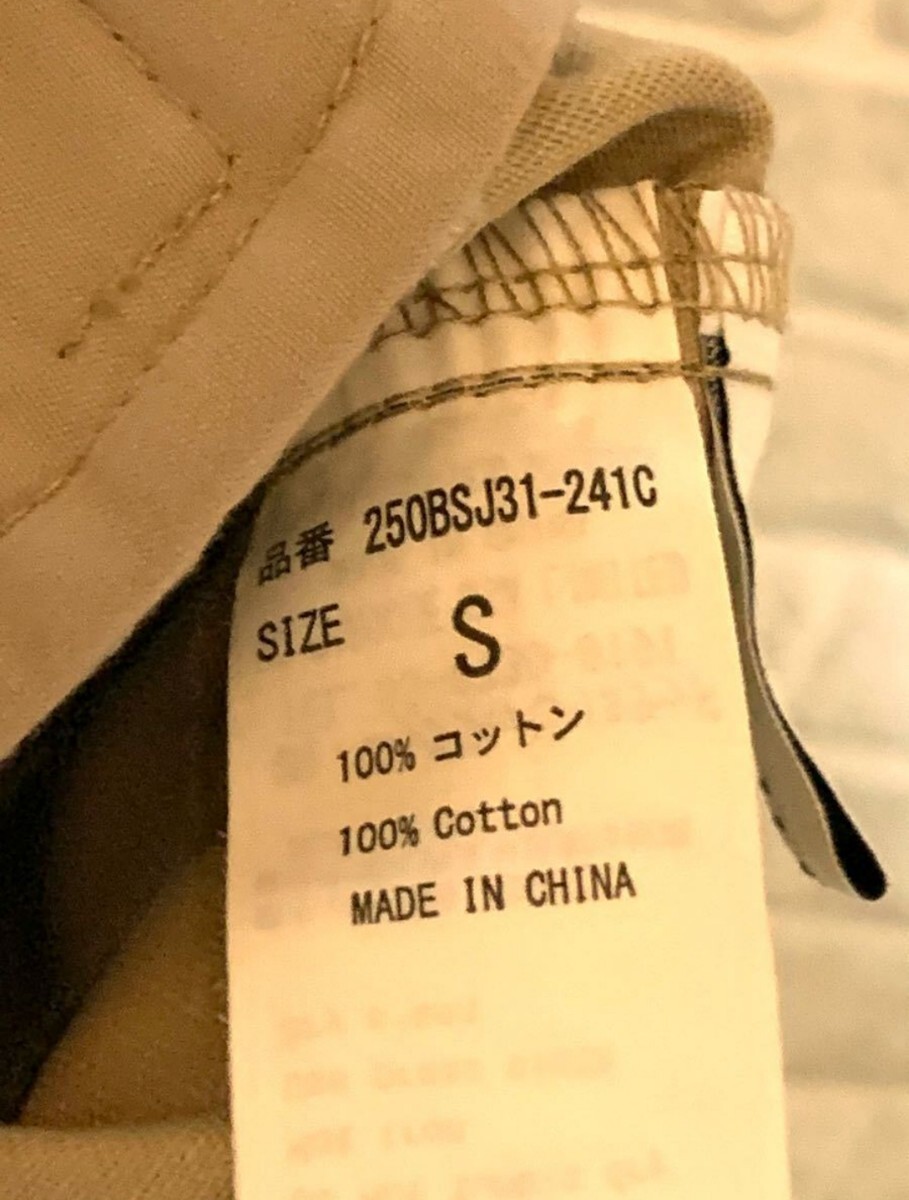 品番 250BSJ31-241C
SIZE S
100% コットン
100% Cotton
MADE IN CHINA